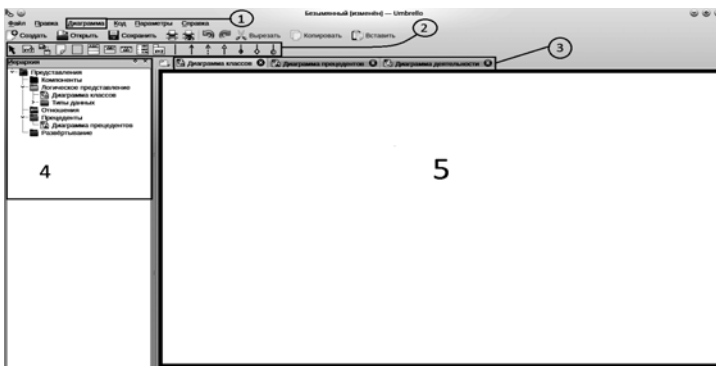 Безымянный [изменён] — Umbrello
Файл Правка Диаграмма Код Параметры Справка 1
Создать Открыть Сохранить Вырезать Копировать Вставить 2
3
Иерархия
Диаграмма классов Диаграмма прецедентов Диаграмма деятельности
Представления
Компоненты
Логическое представление
Диаграмма классов
Типы данных
Отношения
Прецеденты
Диаграмма прецедентов
Развёртывание
4
5